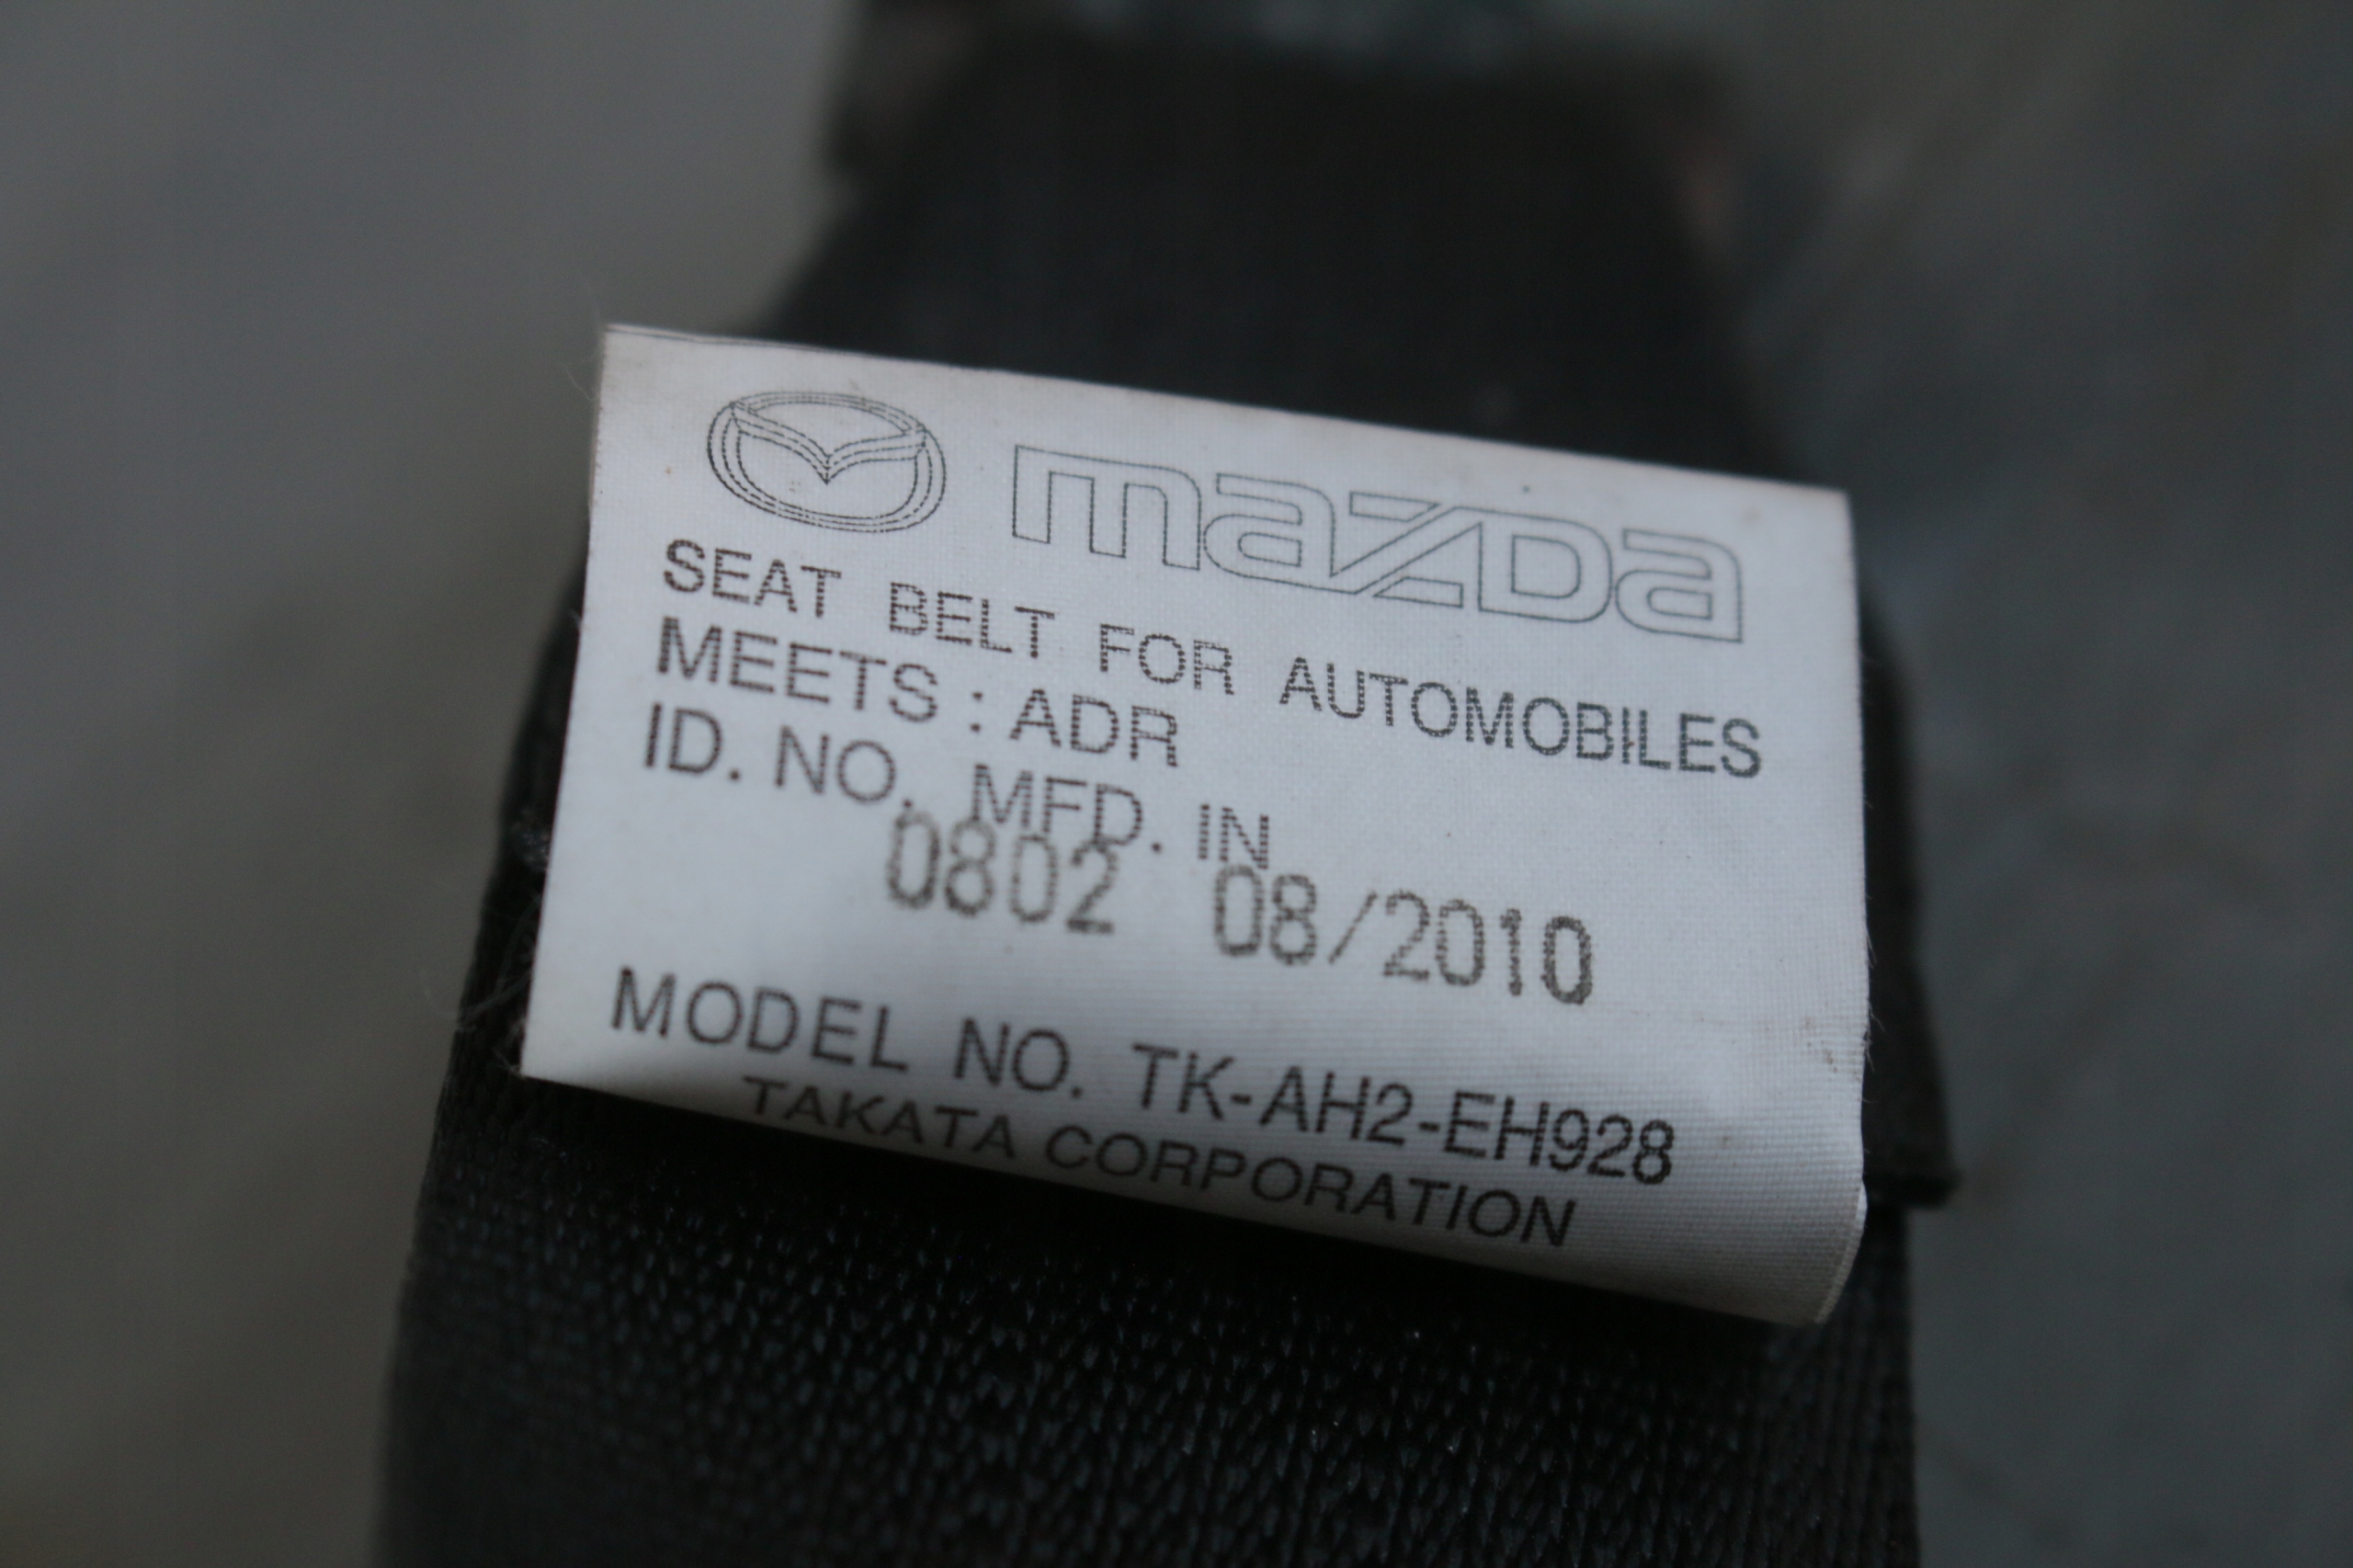 mazda
SEAT BELT FOR AUTOMOBILES
MEETS : ADR
ID. NO. MFD. IN
0802 08/2010
MODEL NO. TK-AH2-EH928
TAKATA CORPORATION